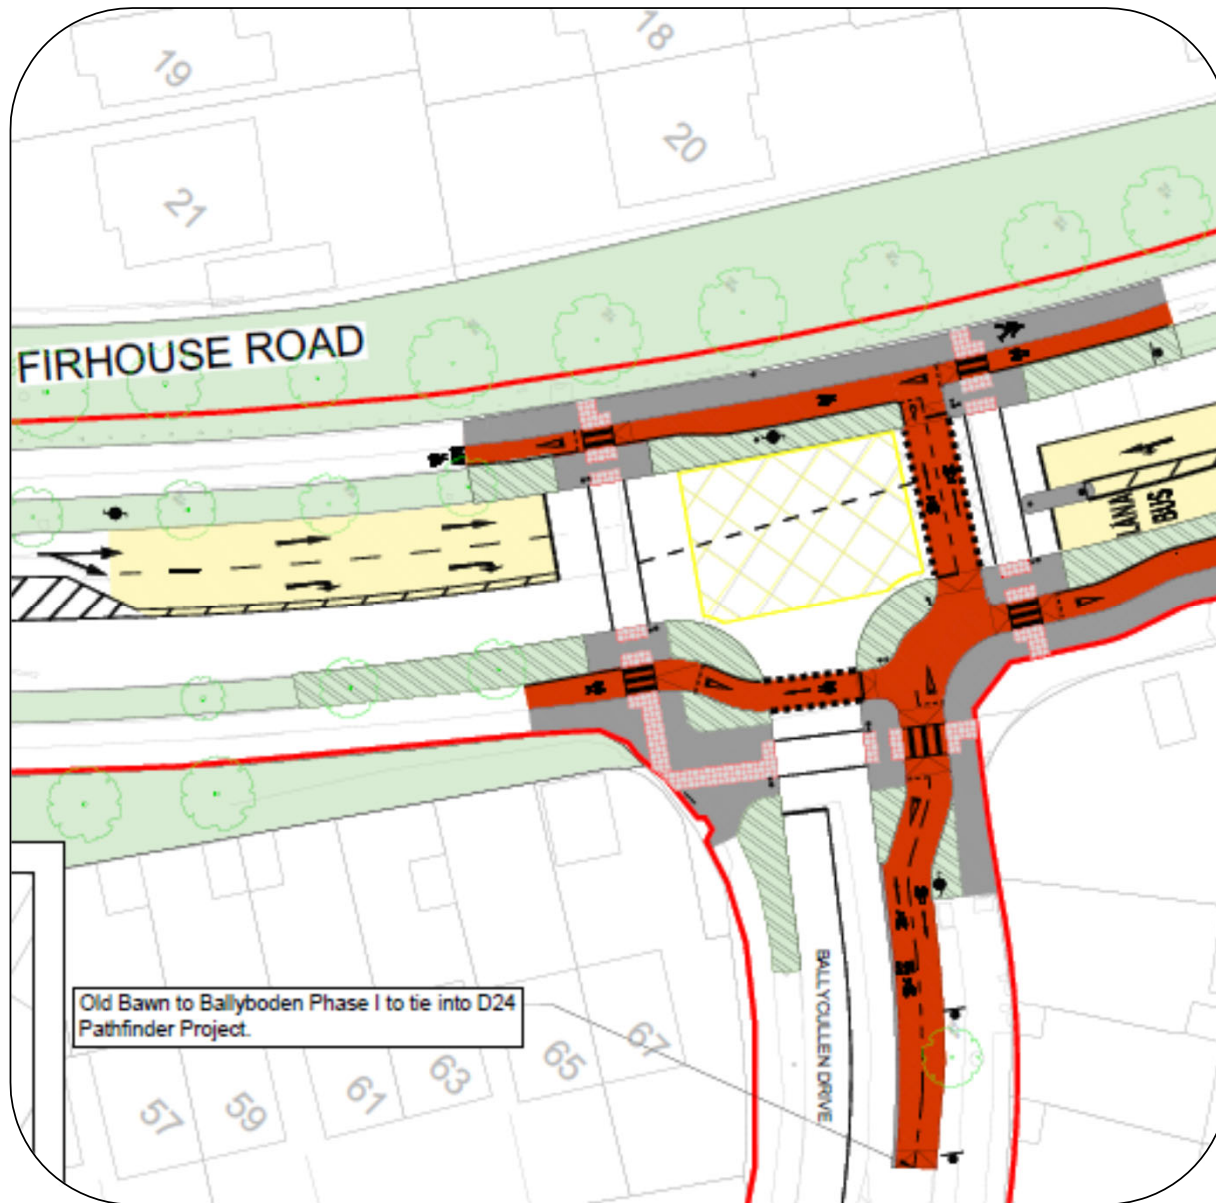 19
18
20
21
FIRHOUSE ROAD
LÁNA
BUS
BALLYCULLEN DRIVE
Old Bawn to Ballyboden Phase I to tie into D24
Pathfinder Project.
57
59
61
63
65
67